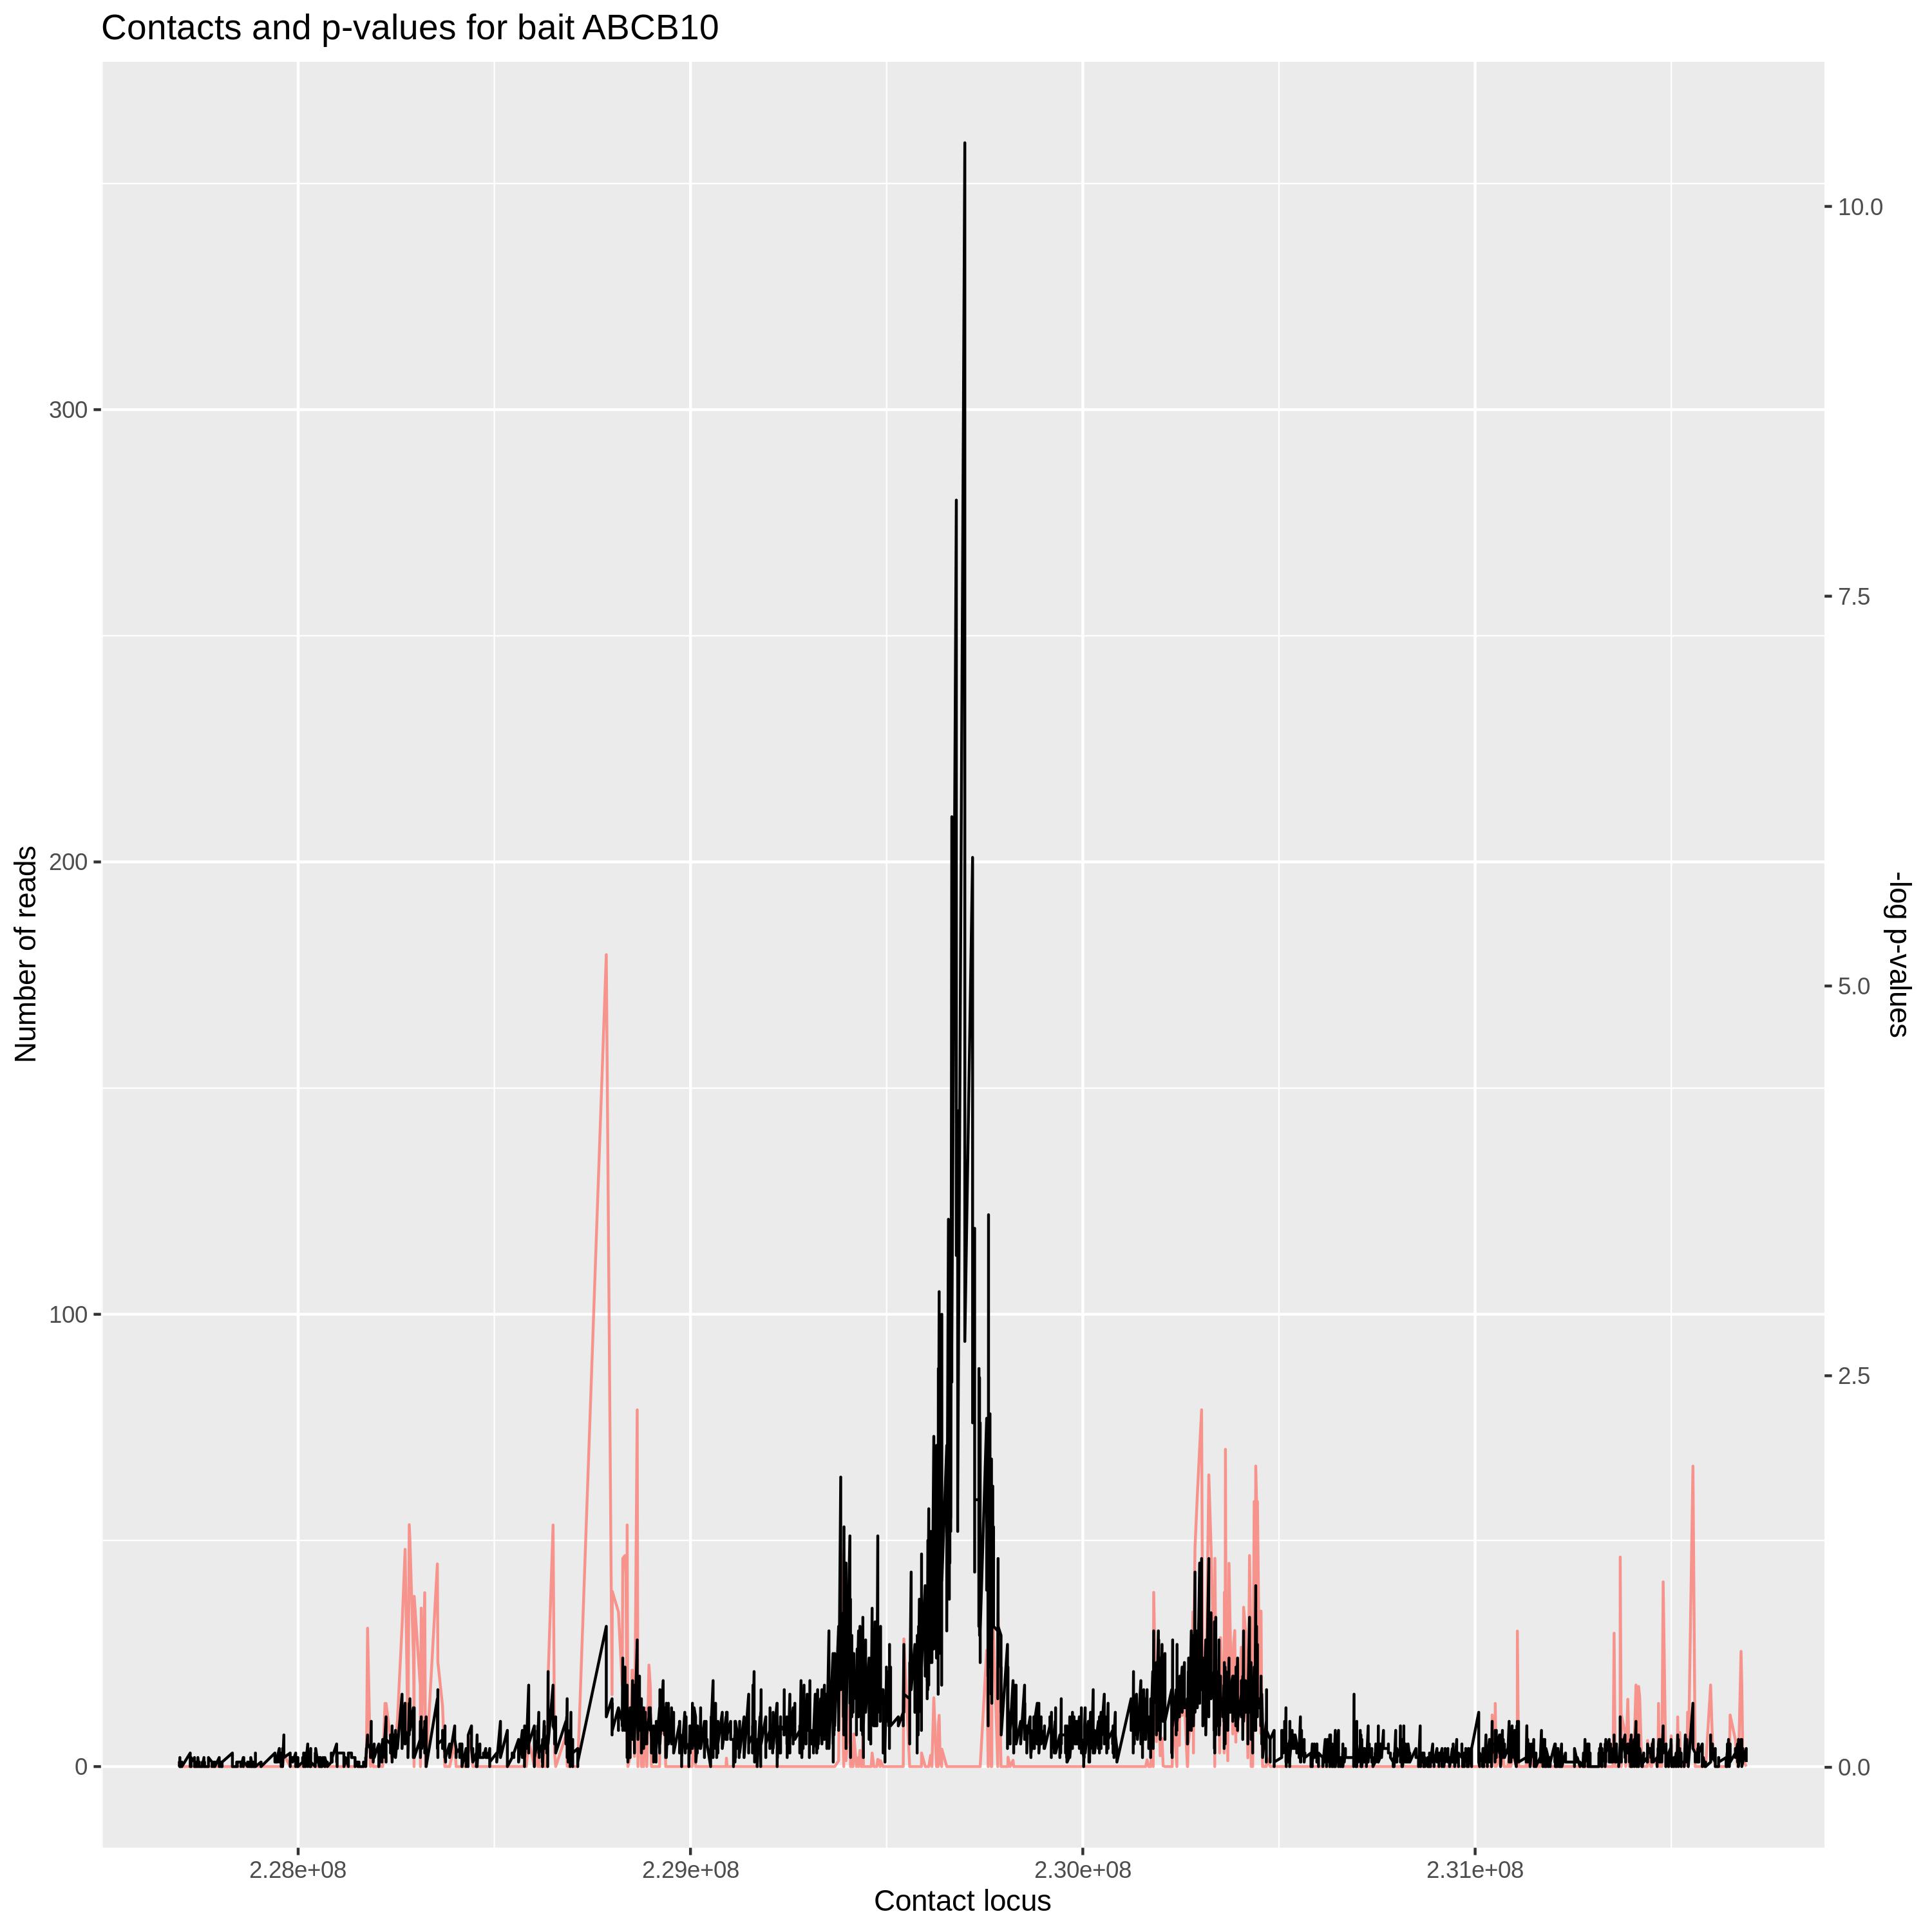 Contacts and p-values for bait ABCB10
Number of reads
300
200
100
0
10.0
7.5
5.0
2.5
0.0
-log p-values
2.28e+08
2.29e+08
2.30e+08
2.31e+08
Contact locus